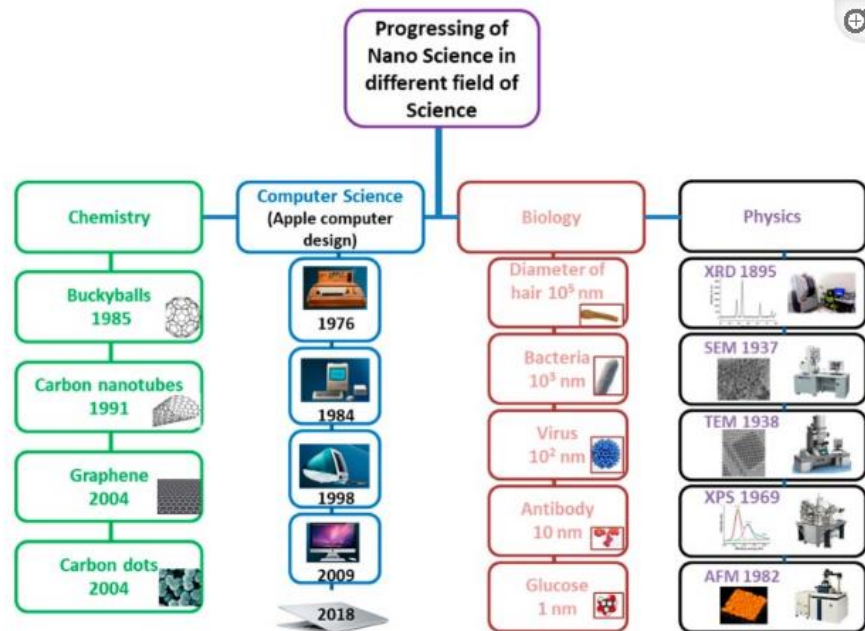 Progressing of
Nano Science in
different field of
Science
Chemistry
Buckyballs
1985
Carbon nanotubes
1991
Graphene
2004
Carbon dots
2004
Computer Science
(Apple computer
design)
1976
1984
1998
2009
2018
Biology
Diameter of
hair 10⁵ nm
Bacteria
10³ nm
Virus
10² nm
Antibody
10 nm
Glucose
1 nm
Physics
XRD 1895
SEM 1937
TEM 1938
XPS 1969
AFM 1982